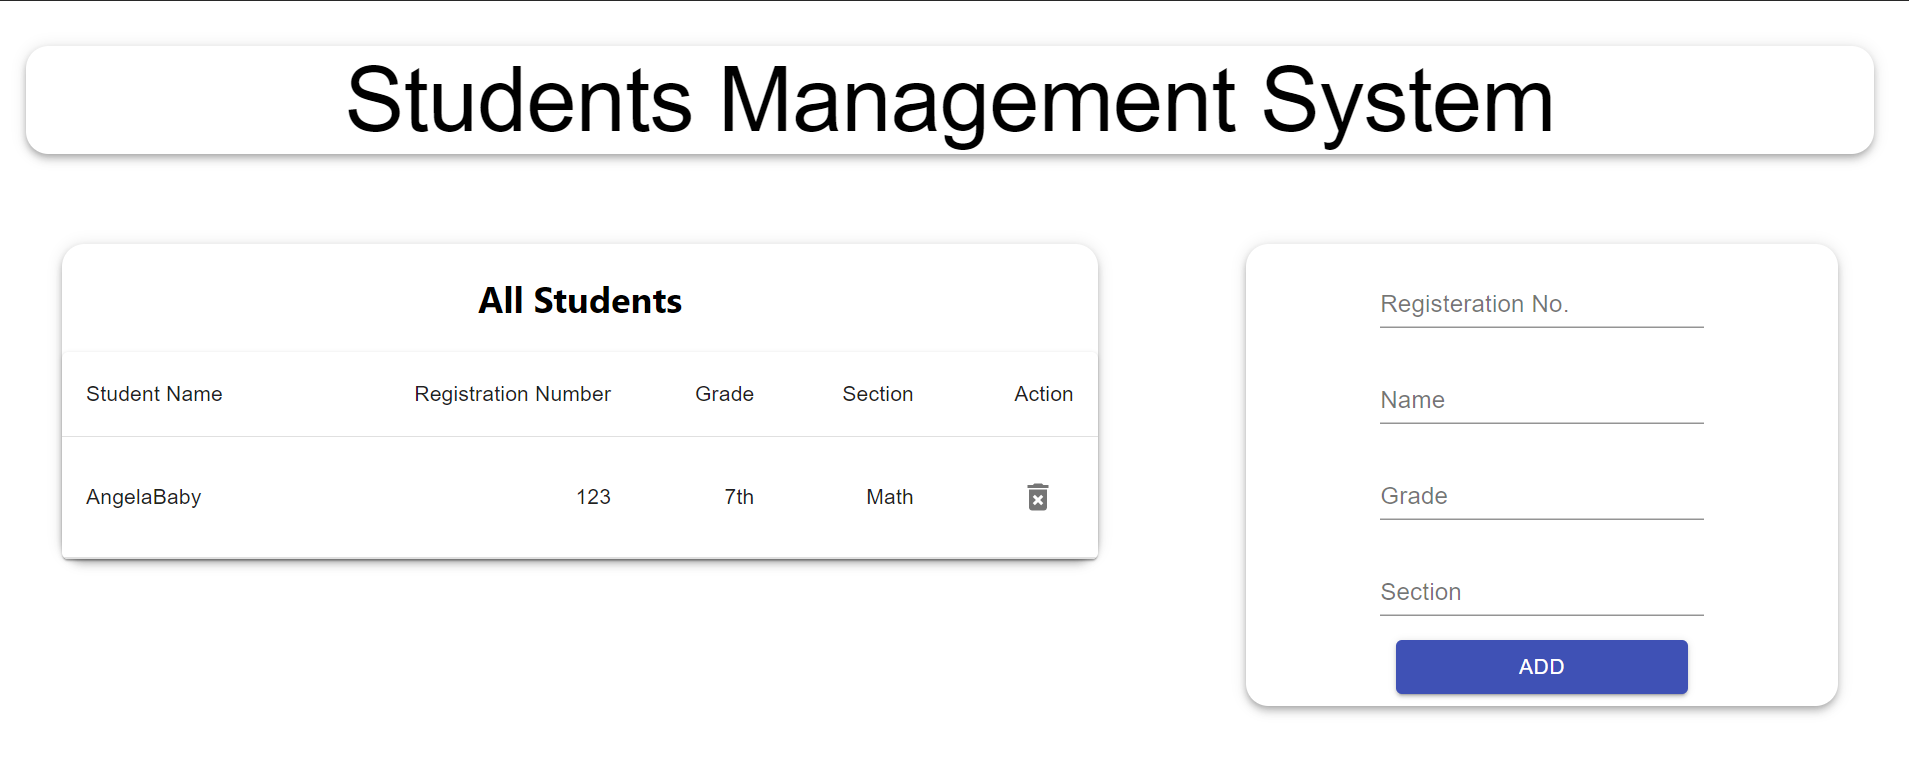 Students Management System
All Students
Student Name Registration Number Grade Section Action
AngelaBaby 123 7th Math
Registeration No.
Name
Grade
Section
ADD